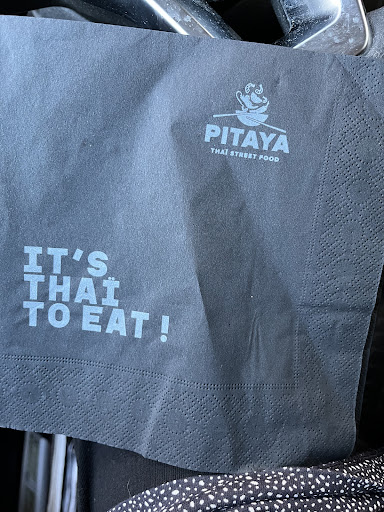 PITAYA
THAÏ STREET FOOD
IT'S
THAÏ
TO EAT !